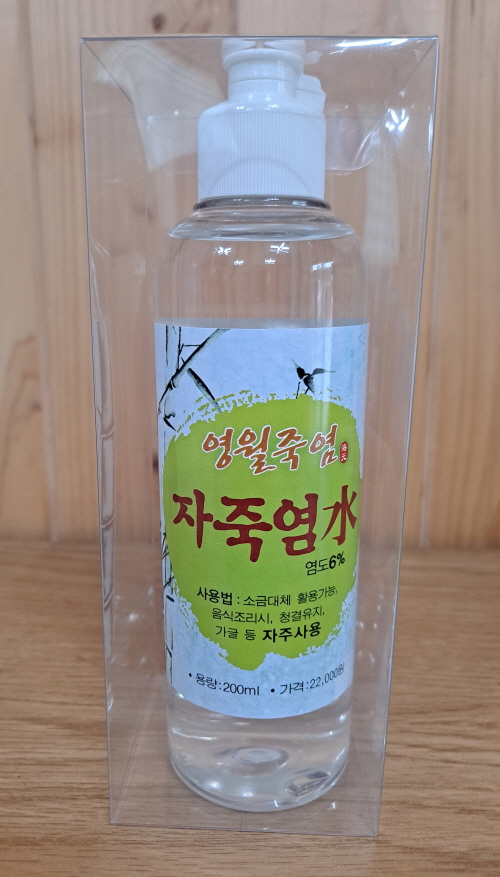 영월죽염
자죽염水
염도6%
사용법 : 소금대체 활용가능,
음식조리시, 청결유지,
가글 등 자주사용
• 용량:200ml • 가격:22,000원